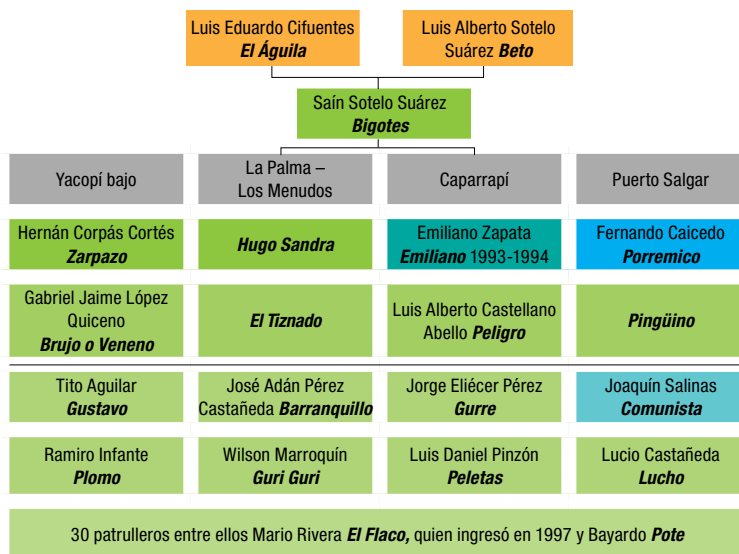 Luis Eduardo Cifuentes
El Águila
Luis Alberto Sotelo
Suárez Beto
Saín Sotelo Suárez
Bigotes
Yacopí bajo
La Palma –
Los Menudos
Caparrapí
Puerto Salgar
Hernán Corpás Cortés
Zarpazo
Hugo Sandra
Emiliano Zapata
Emiliano 1993-1994
Fernando Caicedo
Porremico
Gabriel Jaime López
Quiceno
Brujo o Veneno
El Tiznado
Luis Alberto Castellano
Abello Peligro
Pingüino
Tito Aguilar
Gustavo
José Adán Pérez
Castañeda Barranquillo
Jorge Eliécer Pérez
Gurre
Joaquín Salinas
Comunista
Ramiro Infante
Plomo
Wilson Marroquín
Guri Guri
Luis Daniel Pinzón
Peletas
Lucio Castañeda
Lucho
30 patrulleros entre ellos Mario Rivera El Flaco, quien ingresó en 1997 y Bayardo Pote